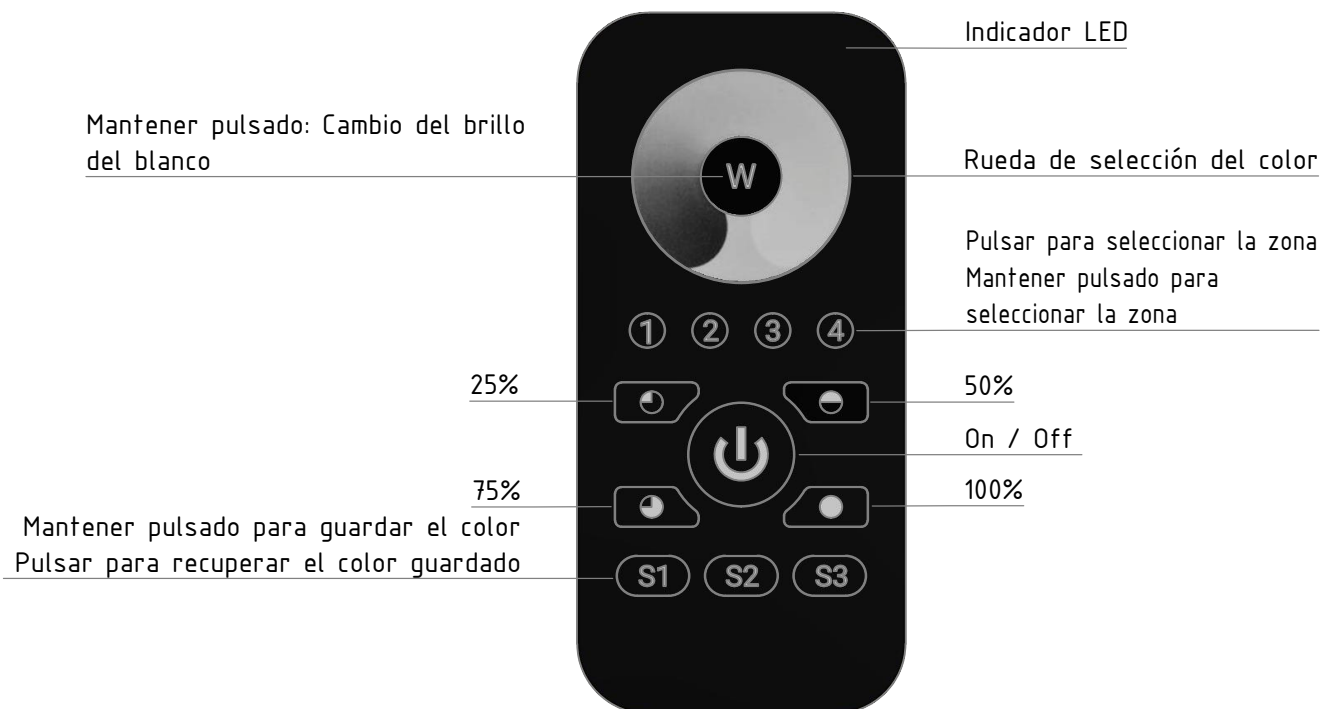 Indicador LED
Mantener pulsado: Cambio del brillo
del blanco
W
Rueda de selección del color
Pulsar para seleccionar la zona
Mantener pulsado para
seleccionar la zona
1 2 3 4
25%
50%
On / Off
75%
100%
Mantener pulsado para guardar el color
Pulsar para recuperar el color guardado
S1 S2 S3